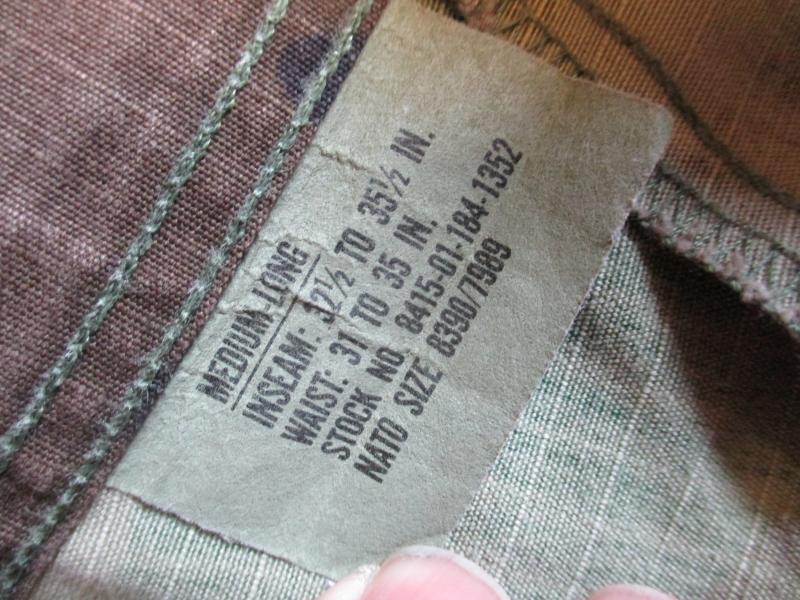 MEDIUM-LONG
INSEAM: 32½ TO 35½ IN.
WAIST: 31 TO 35 IN.
STOCK NO. 8415-01-184-1352
NATO SIZE 8390/7989